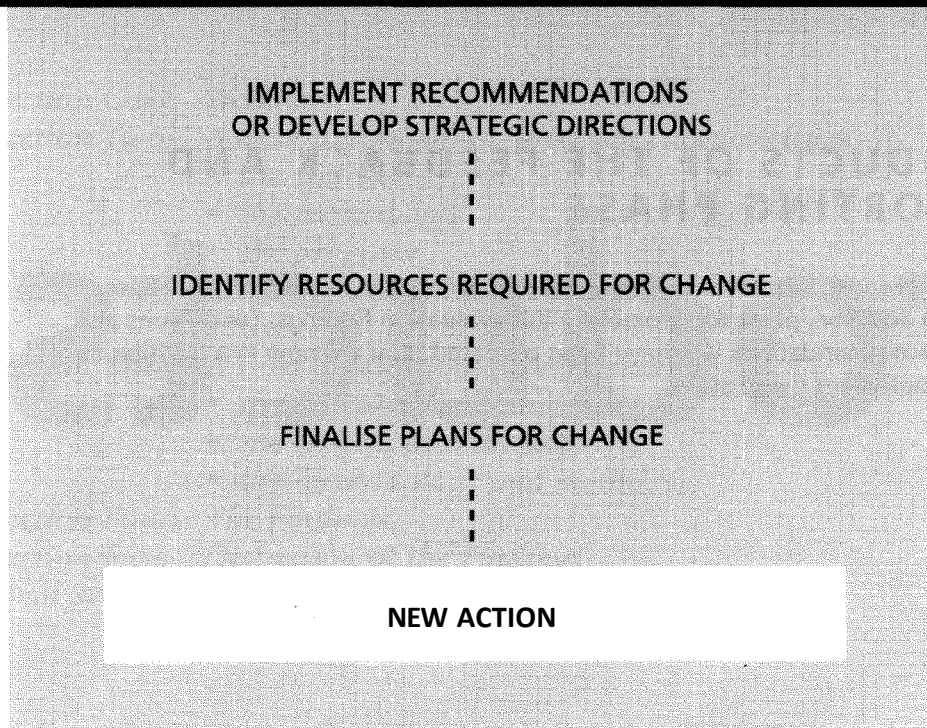 IMPLEMENT RECOMMENDATIONS
OR DEVELOP STRATEGIC DIRECTIONS
IDENTIFY RESOURCES REQUIRED FOR CHANGE
FINALISE PLANS FOR CHANGE
NEW ACTION